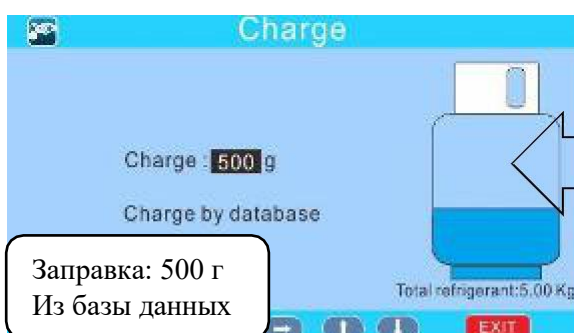 Charge
Charge : 500 g
Charge by database
Заправка: 500 г
Из базы данных
Total refrigerant:5.00 Kg
EXIT